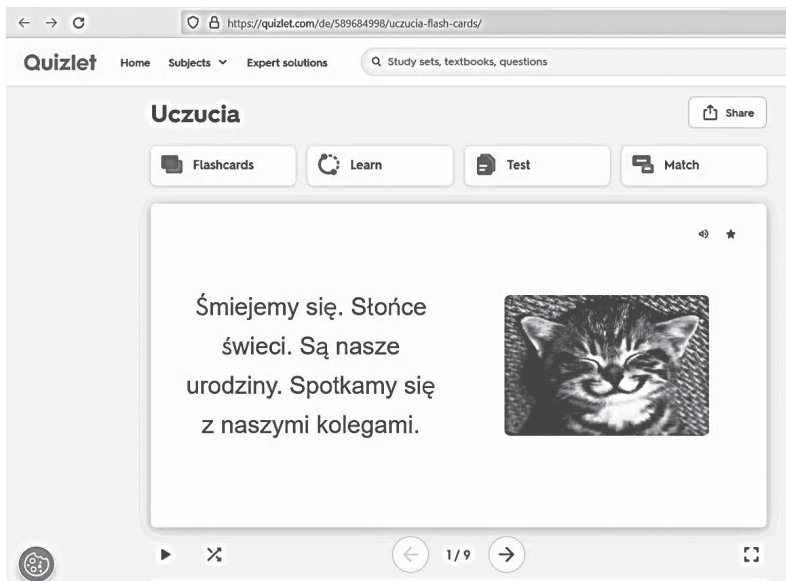 https://quizlet.com/de/589684998/uczucia-flash-cards/
Quizlet Home Subjects Expert solutions Study sets, textbooks, questions
Uczucia Share
Flashcards Learn Test Match
Śmiejemy się. Słońce
świeci. Są nasze
urodziny. Spotkamy się
z naszymi kolegami.
1/9